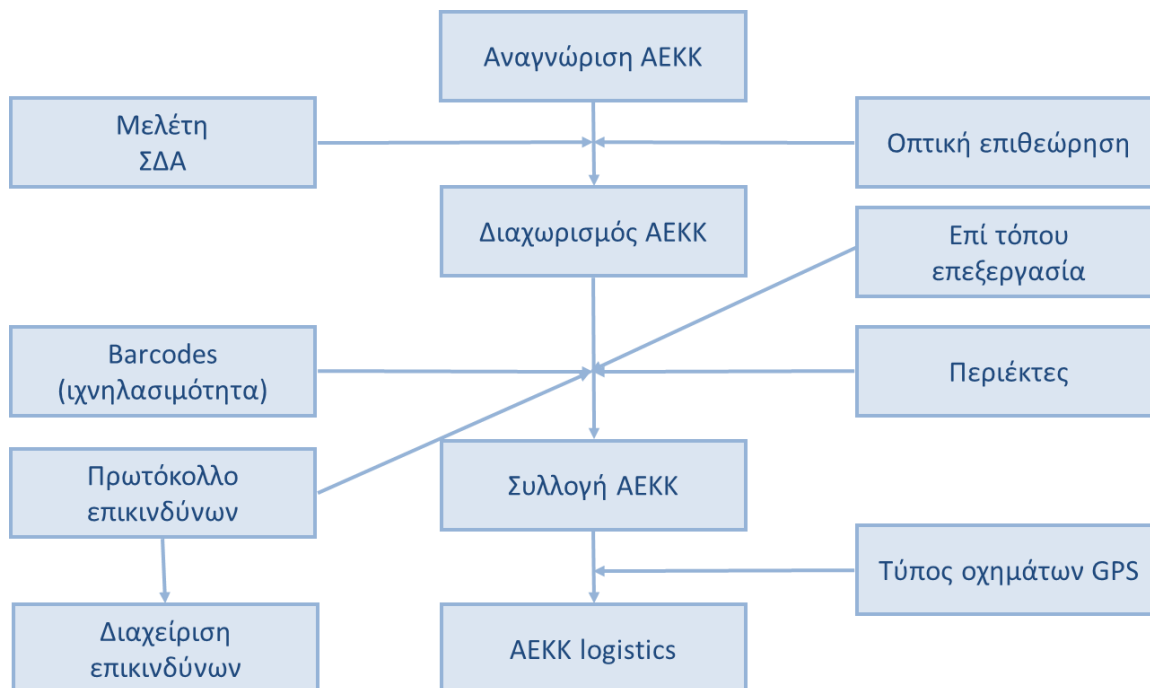 Αναγνώριση ΑΕΚΚ
Μελέτη
ΣΔΑ
Οπτική επιθεώρηση
Διαχωρισμός ΑΕΚΚ
Επί τόπου
επεξεργασία
Barcodes
(ιχνηλασιμότητα)
Περιέκτες
Πρωτόκολλο
επικινδύνων
Συλλογή ΑΕΚΚ
Τύπος οχημάτων GPS
Διαχείριση
επικινδύνων
ΑΕΚΚ logistics